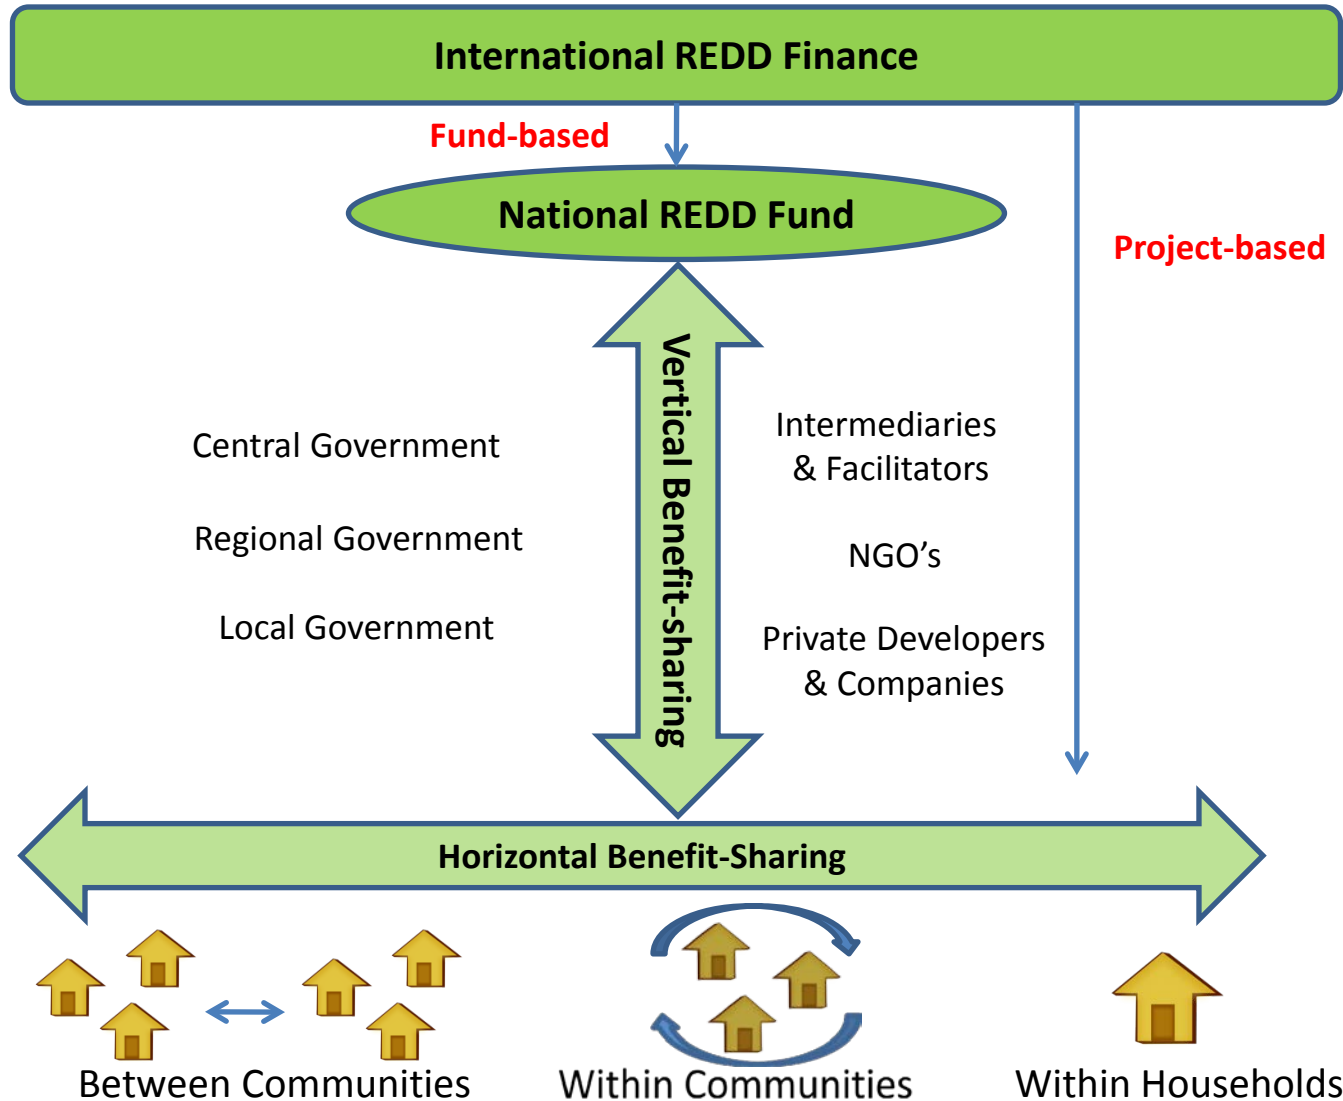 International REDD Finance
Fund-based
National REDD Fund
Project-based
Vertical Benefit-sharing
Central Government
Regional Government
Local Government
Intermediaries
& Facilitators
NGO's
Private Developers
& Companies
Horizontal Benefit-Sharing
Between Communities
Within Communities
Within Households